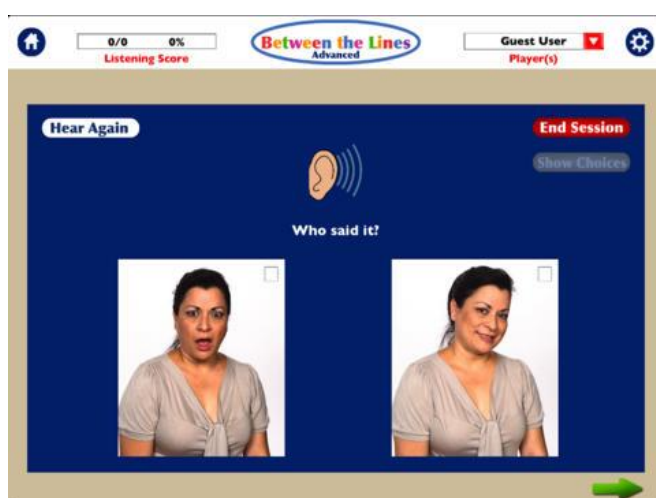 0/0 0%
Listening Score
Between the Lines
Advanced
Guest User
Player(s)
Hear Again
End Session
Show Choices
Who said it?